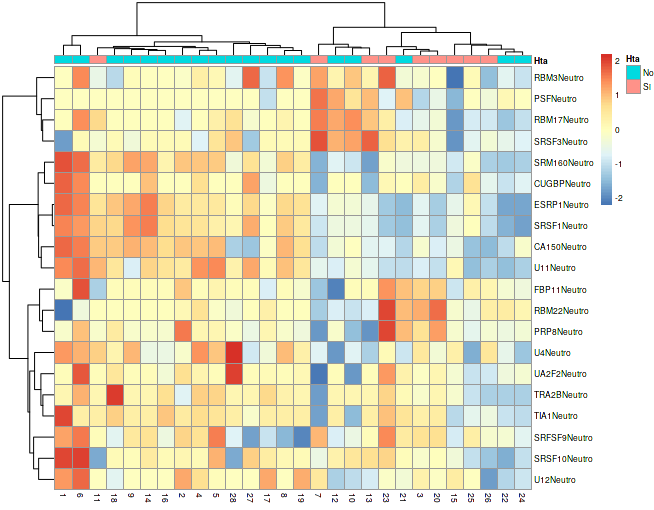 Hta
Hta
No
SI
2
1
0
-1
-2
RBM3Neutro
PSFNeutro
RBM17Neutro
SRSF3Neutro
SRM160Neutro
CUGBPNeutro
ESRP1Neutro
SRSF1Neutro
CA150Neutro
U11Neutro
FBP11Neutro
RBM22Neutro
PRP8Neutro
U4Neutro
UA2F2Neutro
TRA2BNeutro
TIA1Neutro
SRFSF9Neutro
SRSF10Neutro
U12Neutro
1 6 11 18 9 14 16 2 4 5 28 27 17 8 19 7 12 10 13 23 21 3 20 15 25 26 22 24